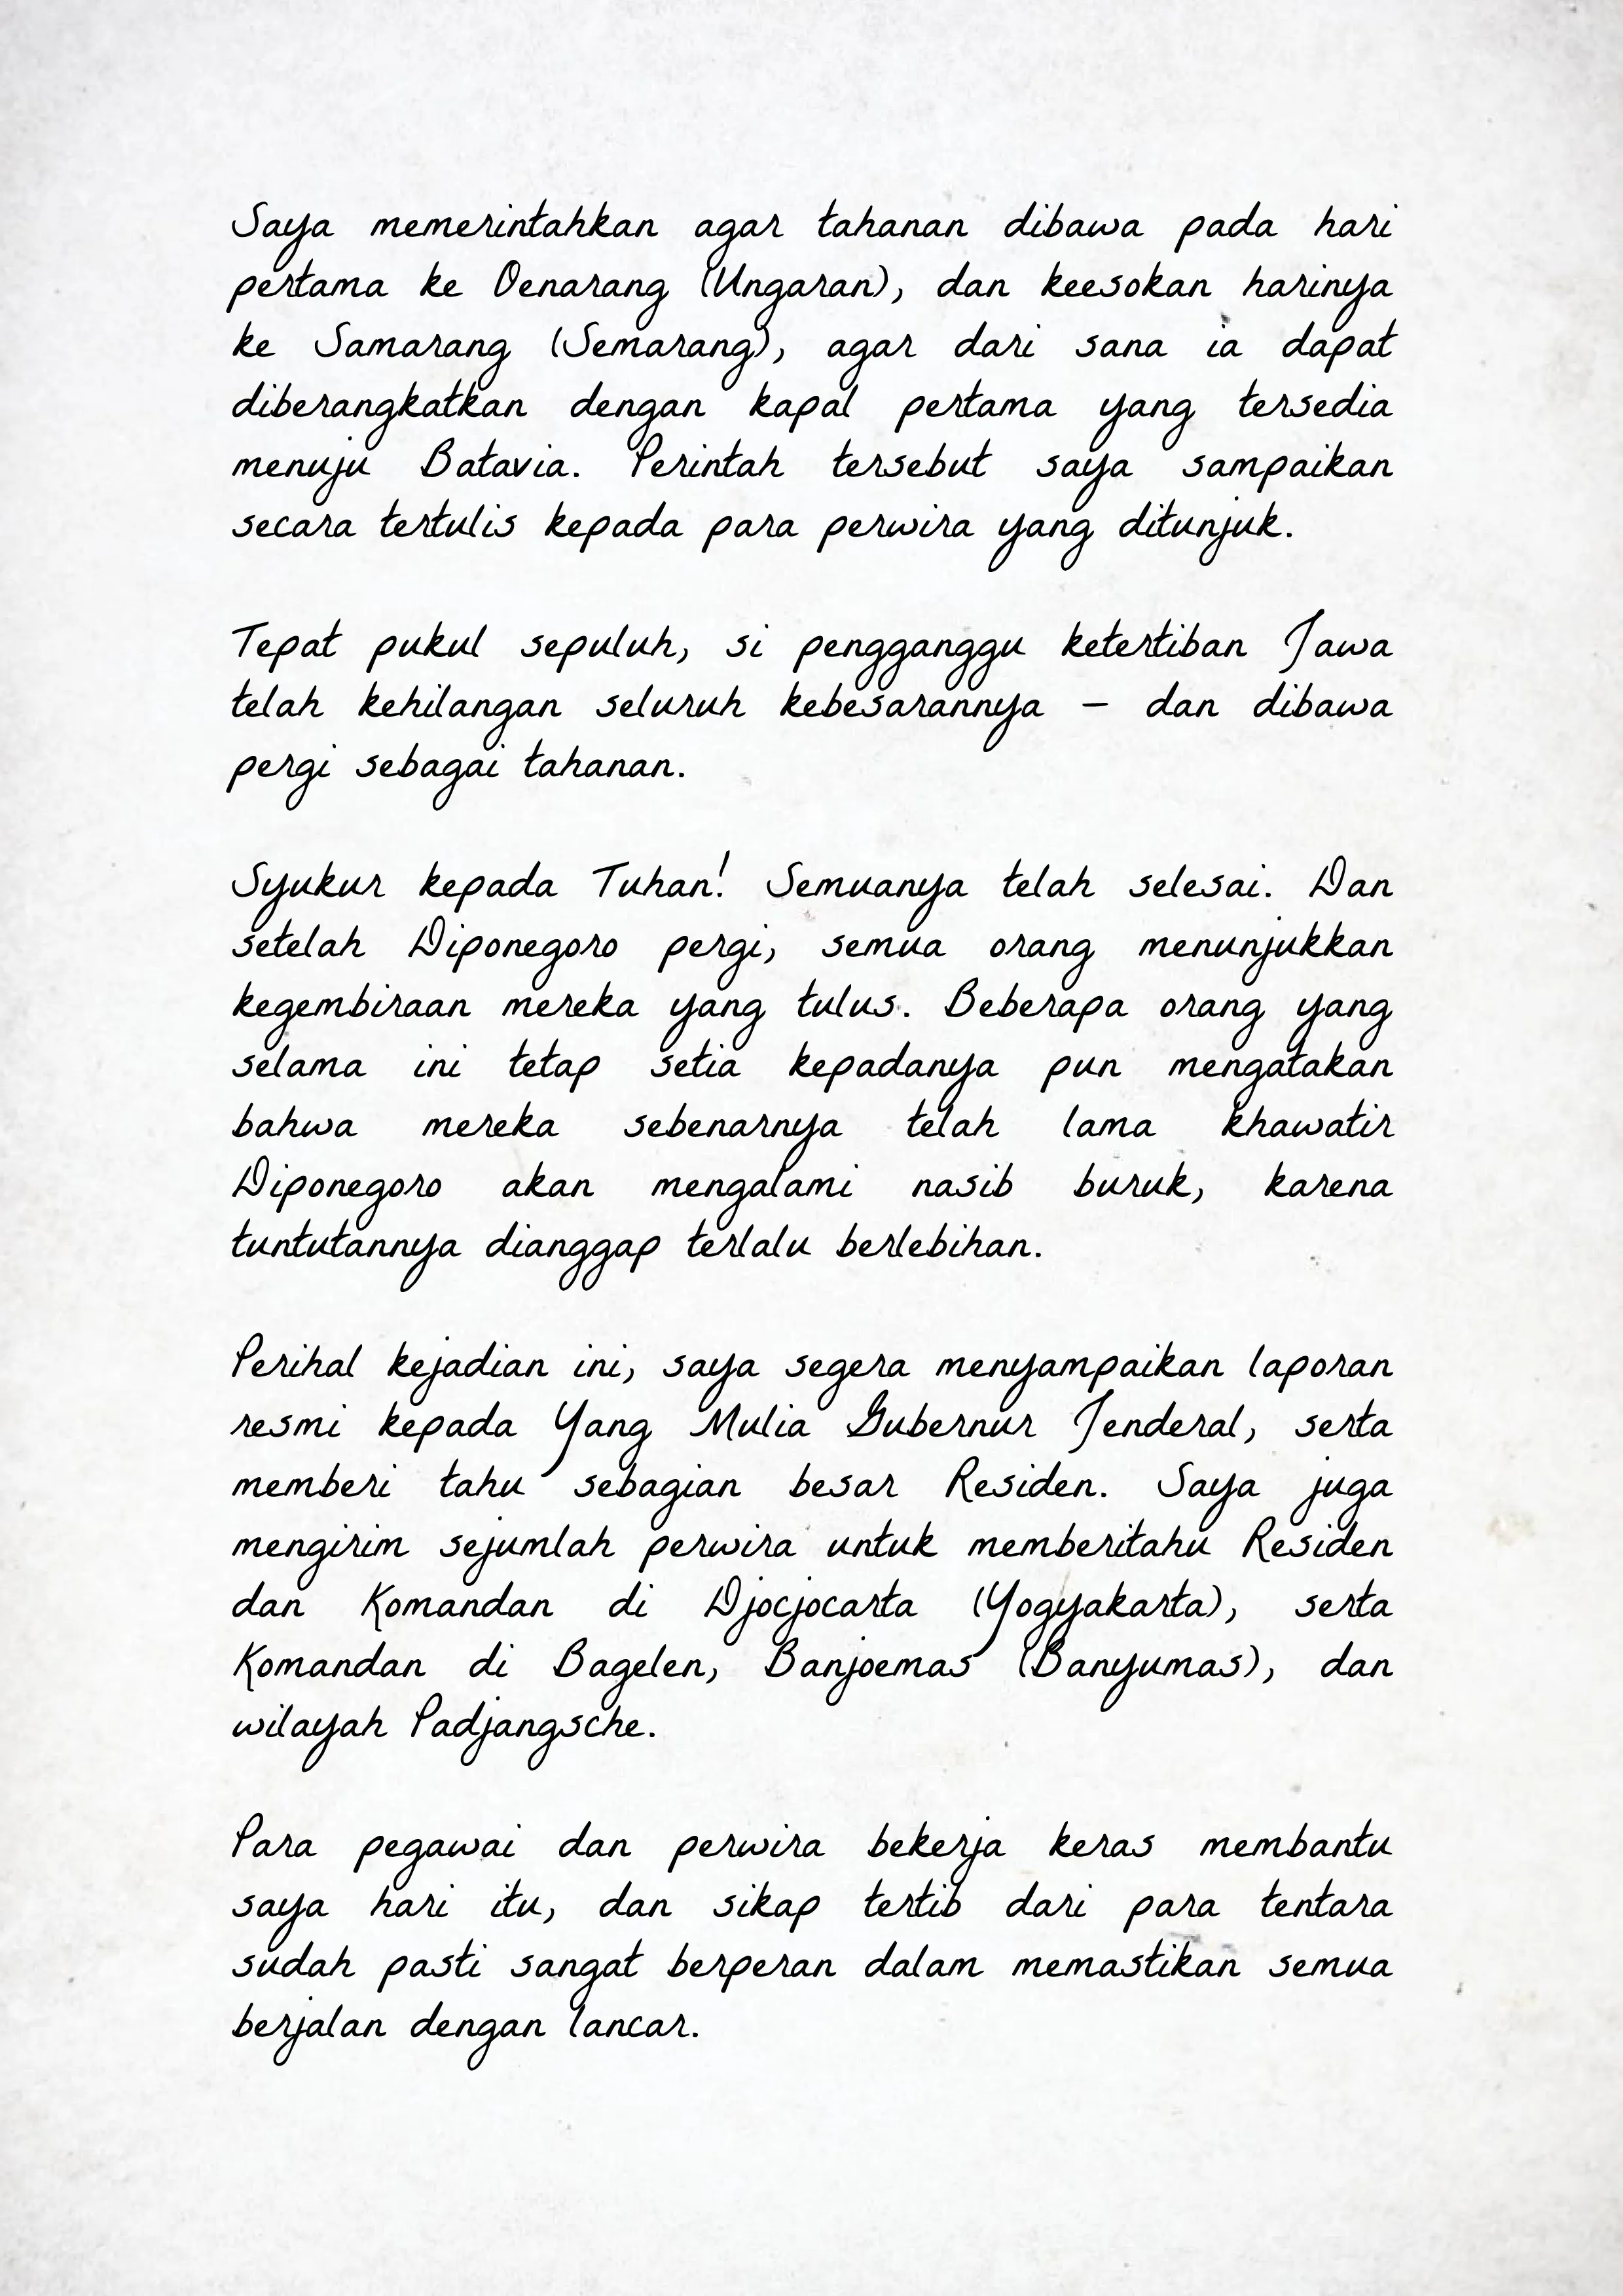 Saya memerintahkan agar tahanan dibawa pada hari
pertama ke Oenarang (Ungaran), dan keesokan harinya
ke Samarang (Semarang), agar dari sana ia dapat
diberangkatkan dengan kapal pertama yang tersedia
menuju Batavia. Perintah tersebut saya sampaikan
secara tertulis kepada para perwira yang ditunjuk.

Tepat pukul sepuluh, si pengganggu ketertiban Jawa
telah kehilangan seluruh kebesarannya – dan dibawa
pergi sebagai tahanan.

Syukur kepada Tuhan! Semuanya telah selesai. Dan
setelah Diponegoro pergi, semua orang menunjukkan
kegembiraan mereka yang tulus. Beberapa orang yang
selama ini tetap setia kepadanya pun mengatakan
bahwa mereka sebenarnya telah lama khawatir
Diponegoro akan mengalami nasib buruk, karena
tuntutannya dianggap terlalu berlebihan.

Perihal kejadian ini, saya segera menyampaikan laporan
resmi kepada Yang Mulia Gubernur Jenderal, serta
memberi tahu sebagian besar Residen. Saya juga
mengirim sejumlah perwira untuk memberitahu Residen
dan Komandan di Djocjocarta (Yogyakarta), serta
Komandan di Bagelen, Banjoemas (Banyumas), dan
wilayah Padjangsche.

Para pegawai dan perwira bekerja keras membantu
saya hari itu, dan sikap tertib dari para tentara
sudah pasti sangat berperan dalam memastikan semua
berjalan dengan lancar.